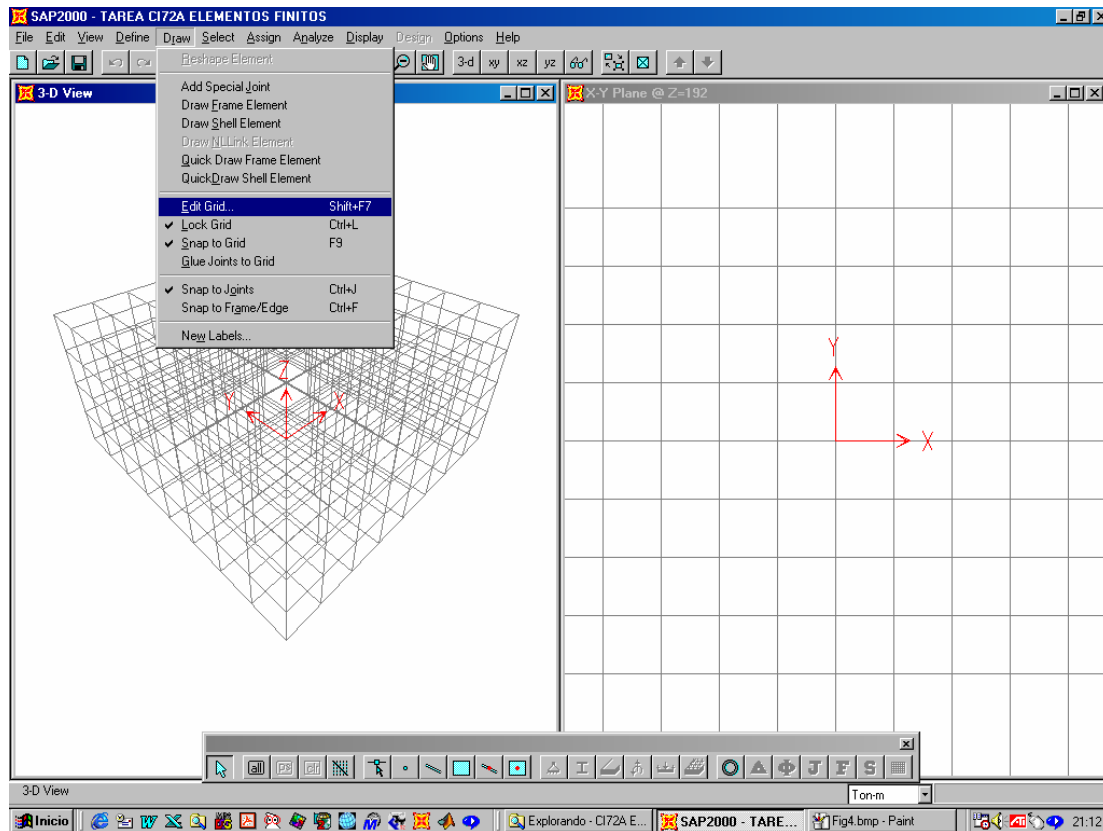 SAP2000 - TAREA CI72A ELEMENTOS FINITOS
File Edit View Define Draw Select Assign Analyze Display Design Options Help
3-d xy xz yz
Reshape Element
Add Special Joint
Draw Frame Element
Draw Shell Element
Draw NLLink Element
Quick Draw Frame Element
QuickDraw Shell Element
Edit Grid... Shift+F7
Lock Grid Ctrl+L
Snap to Grid F9
Glue Joints to Grid
Snap to Joints Ctrl+J
Snap to Frame/Edge Ctrl+F
New Labels...
3-D View
Z
Y
X
X-Y Plane @ Z=192
Y
X
all PS clr
I J F S
3-D View
Ton-m
Inicio
Explorando - CI72A E...
SAP2000 - TARE...
Fig4.bmp - Paint
21:12